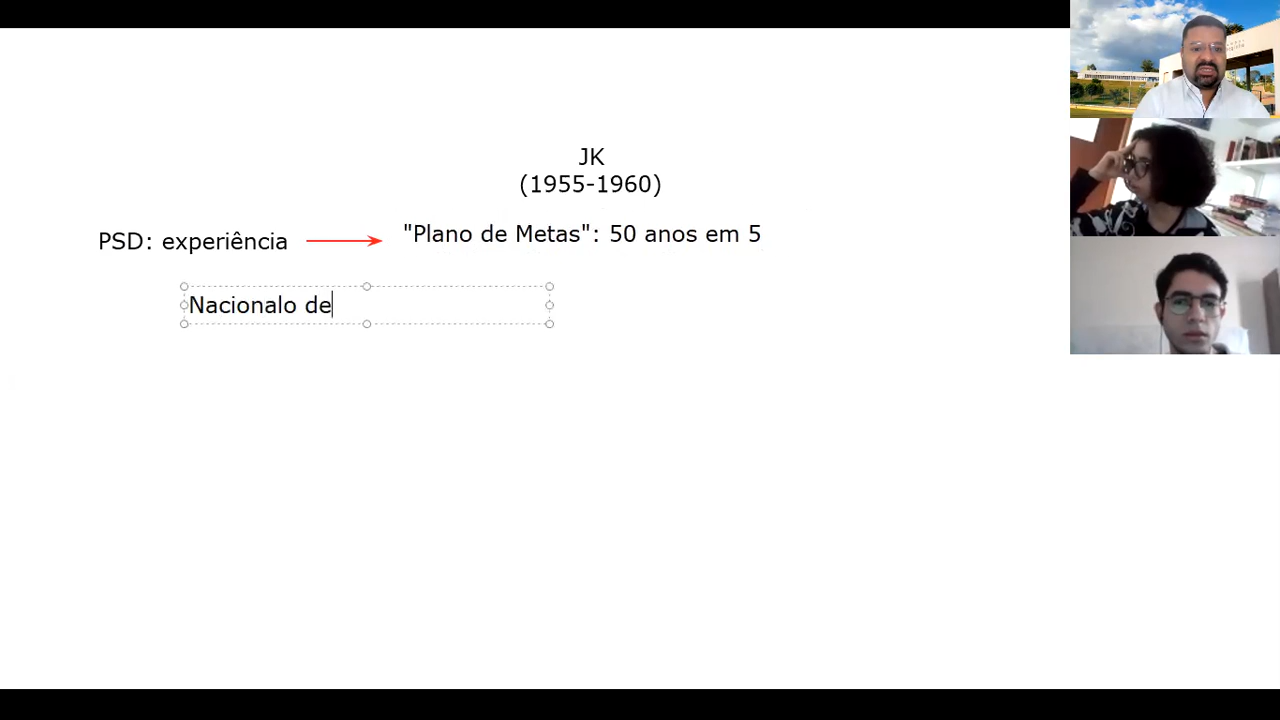 JK
(1955-1960)
PSD: experiência
"Plano de Metas": 50 anos em 5
Nacionalo de